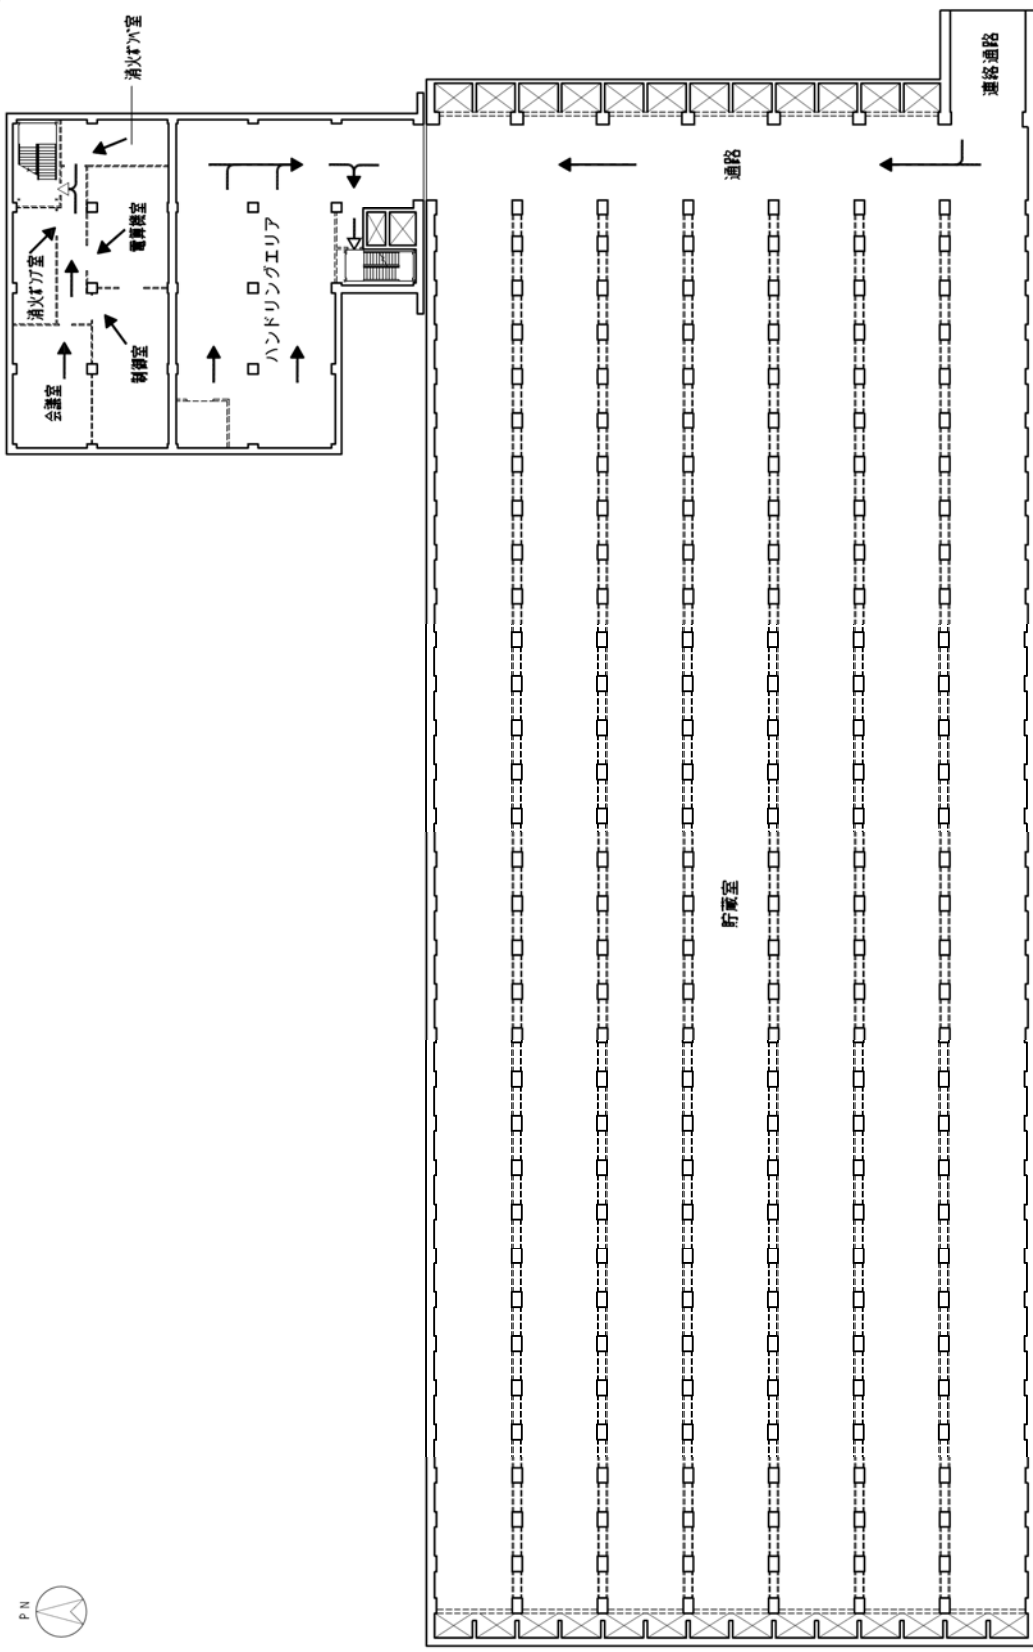 消火ﾎﾞﾝﾍﾞ室
連絡通路
通路
消火ﾎﾟﾝﾌﾟ室
電算機室
ハンドリングエリア
制御室
会議室
貯蔵室
PN